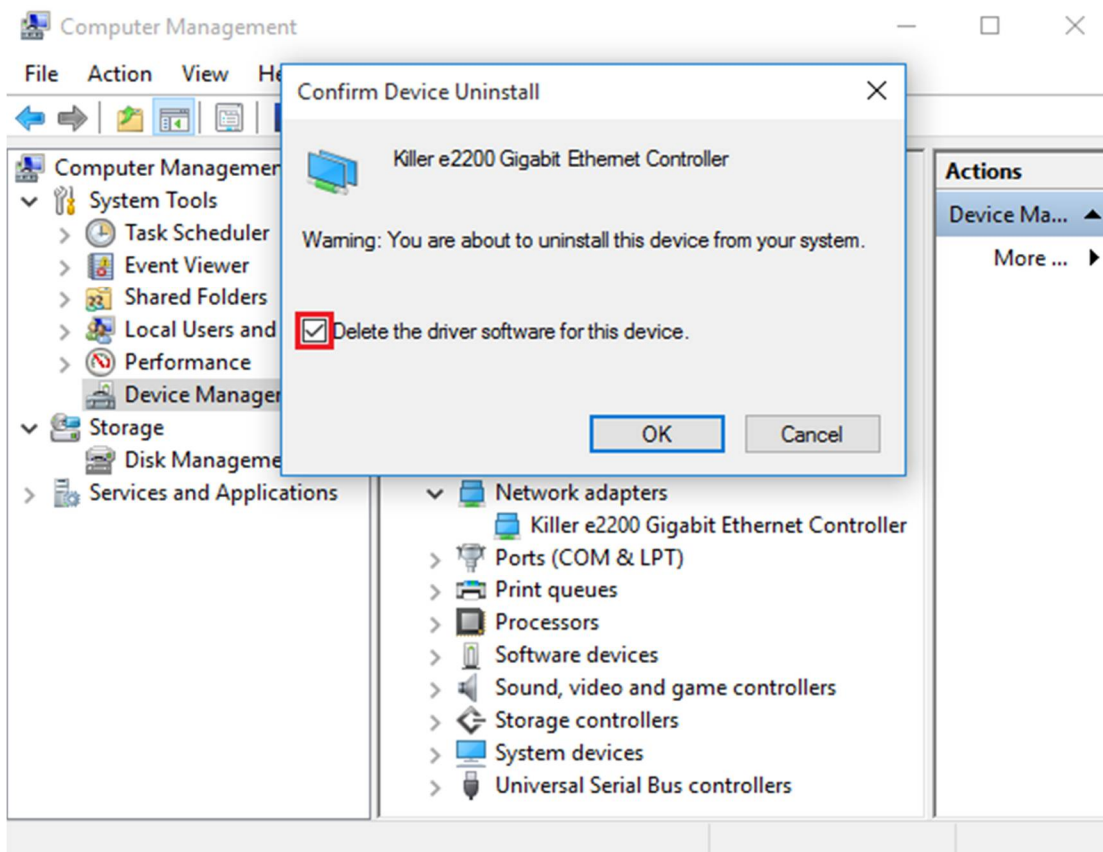 Computer Management
File Action View He
Confirm Device Uninstall
Killer e2200 Gigabit Ethernet Controller
Warning: You are about to uninstall this device from your system.
Delete the driver software for this device.
OK Cancel
Computer Managemen
System Tools
Task Scheduler
Event Viewer
Shared Folders
Local Users and
Performance
Device Manager
Storage
Disk Manageme
Services and Applications
Network adapters
Killer e2200 Gigabit Ethernet Controller
Ports (COM & LPT)
Print queues
Processors
Software devices
Sound, video and game controllers
Storage controllers
System devices
Universal Serial Bus controllers
Actions
Device Ma...
More ...